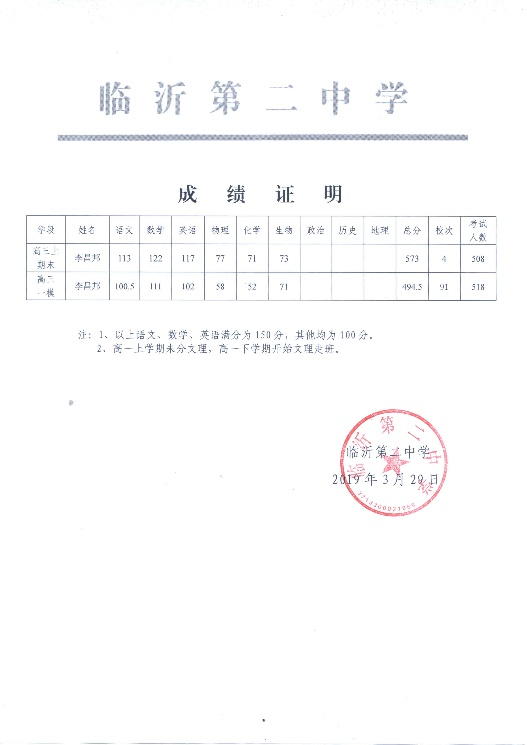 临沂第二中学
成绩证明
学段 姓名 语文 数学 英语 物理 化学 生物 政治 历史 地理 总分 校次 考试人数
高三上期末 李昌邦 113 122 117 77 71 73 573 4 508
高三一模 李昌邦 100.5 111 102 58 52 71 494.5 91 518
注：1、以上语文、数学、英语满分为150分，其他均为100分。
2、高一上学期未分文理，高一下学期开始文理走班。
临沂第二中学
临沂第二中学
2019年3月29日